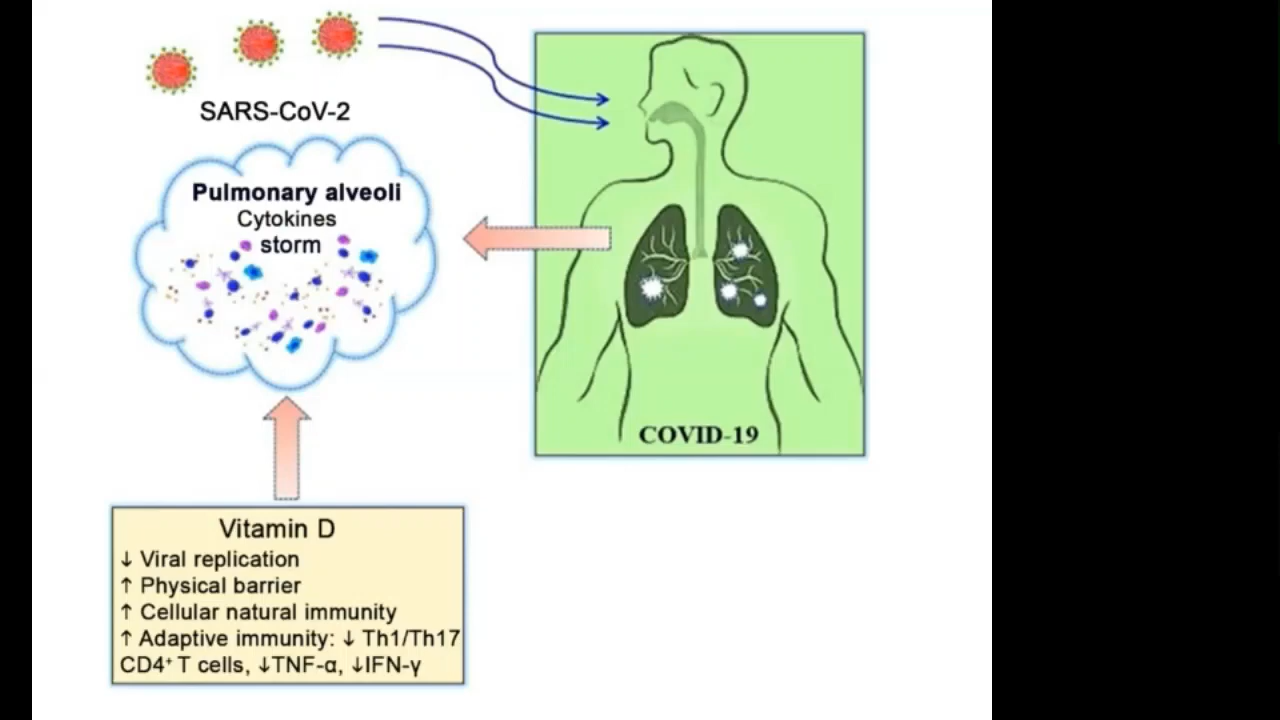 SARS-CoV-2
Pulmonary alveoli
Cytokines
storm
COVID-19
Vitamin D
↓ Viral replication
↑ Physical barrier
↑ Cellular natural immunity
↑ Adaptive immunity: ↓ Th1/Th17
CD4⁺ T cells, ↓TNF-α, ↓IFN-γ